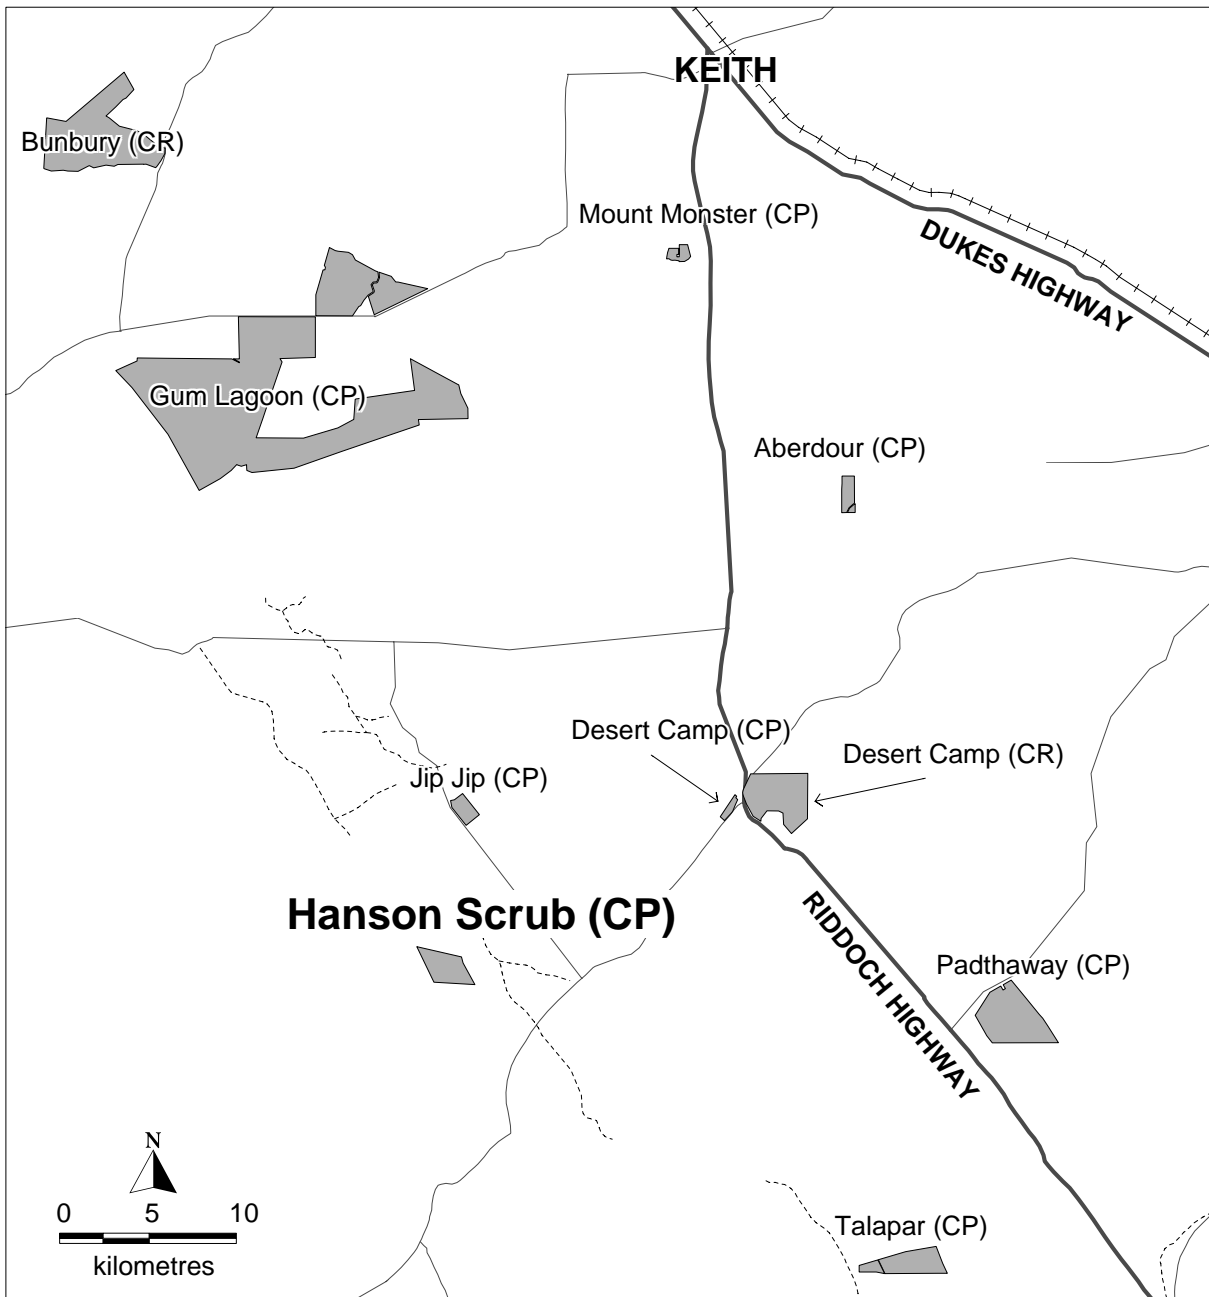 KEITH
Bunbury (CR)
Mount Monster (CP)
DUKES HIGHWAY
Gum Lagoon (CP)
Aberdour (CP)
Desert Camp (CP)
Desert Camp (CR)
Jip Jip (CP)
Hanson Scrub (CP)
RIDDOCH HIGHWAY
Padthaway (CP)
N
0 5 10
kilometres
Talapar (CP)